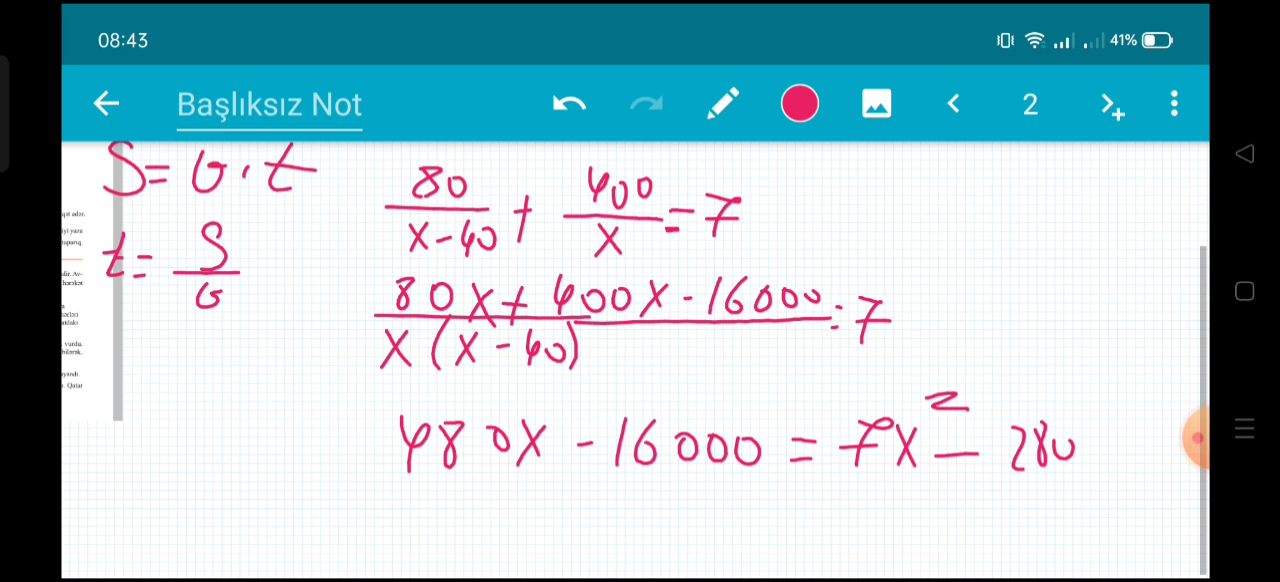 08:43
41%
Başlıksız Not
2
S = v · t
80/(x-40) + 400/x = 7
t = S/v
(80x + 400x - 16000)/(x(x-40)) = 7
480x - 16000 = 7x² - 280